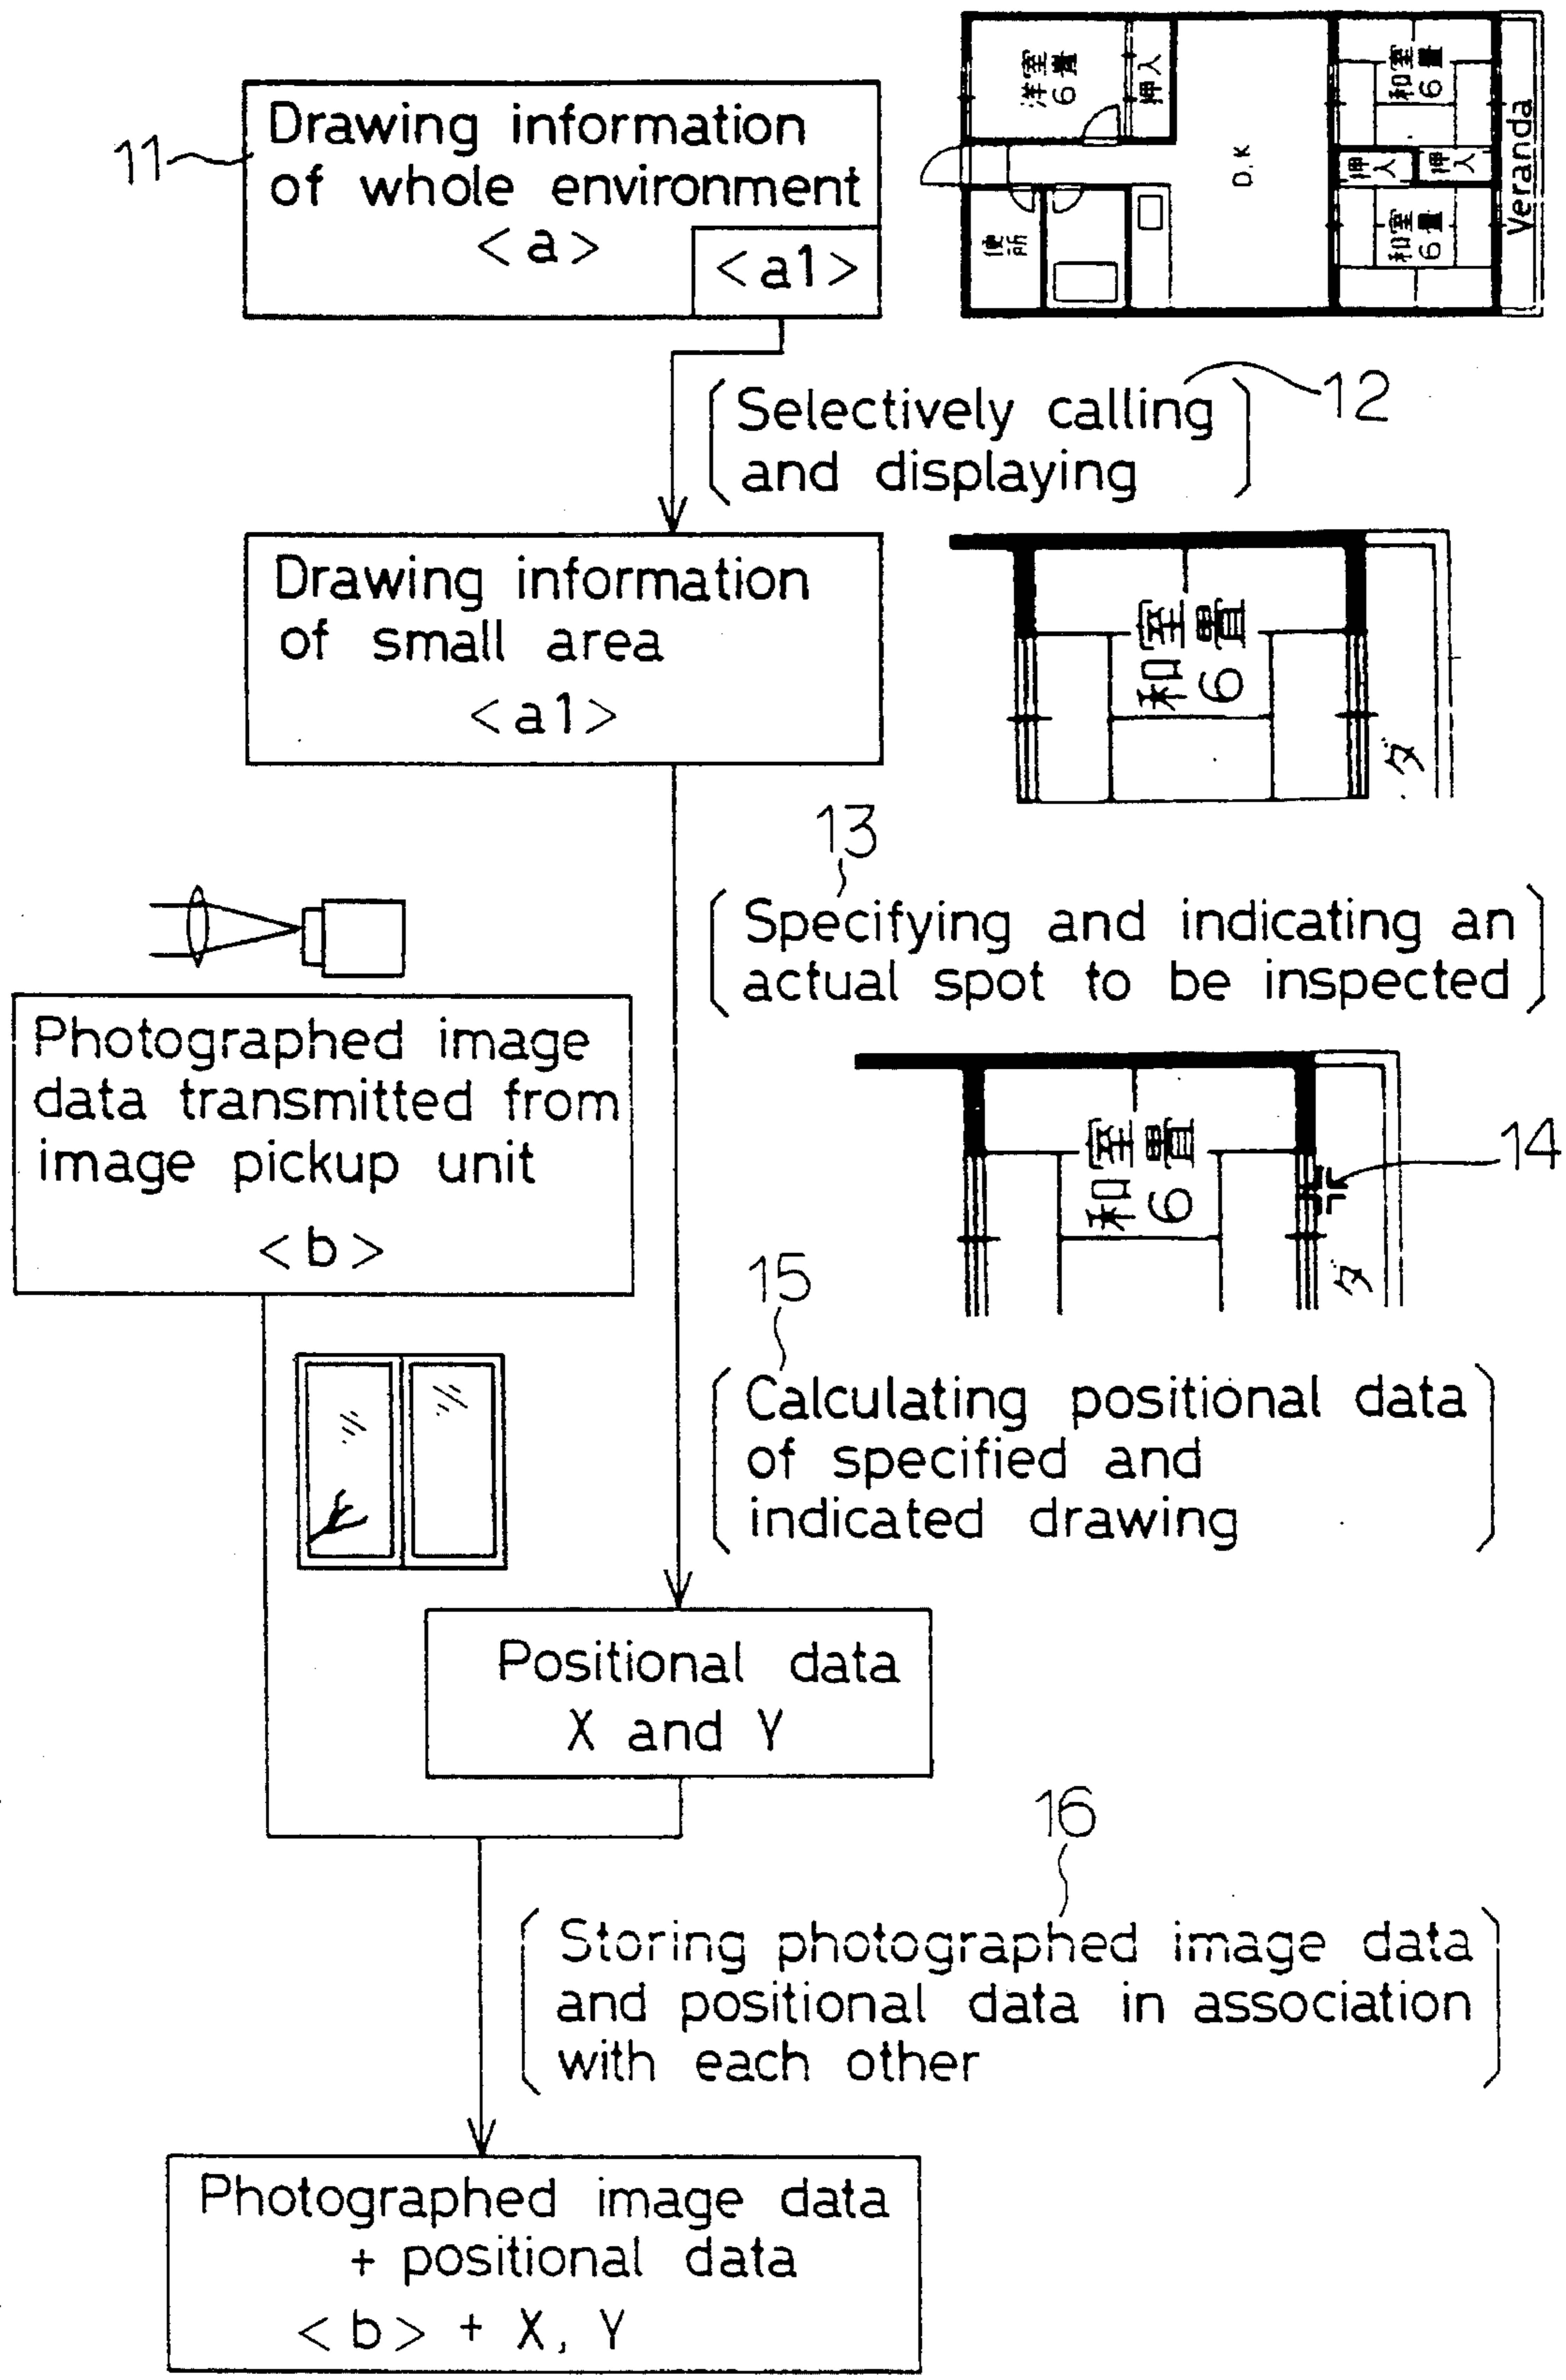 11
Drawing information
of whole environment
<a>
<a1>
洋室
6畳
押入
便所
D.K
和室
6畳
押入
押入
和室
6畳
Veranda
12
Selectively calling
and displaying
Drawing information
of small area
<a1>
和室
6畳
ダ
13
Specifying and indicating an
actual spot to be inspected
Photographed image
data transmitted from
image pickup unit
<b>
和室
6畳
14
ダ
15
Calculating positional data
of specified and
indicated drawing
Positional data
X and Y
16
Storing photographed image data
and positional data in association
with each other
Photographed image data
+ positional data
<b> + X, Y